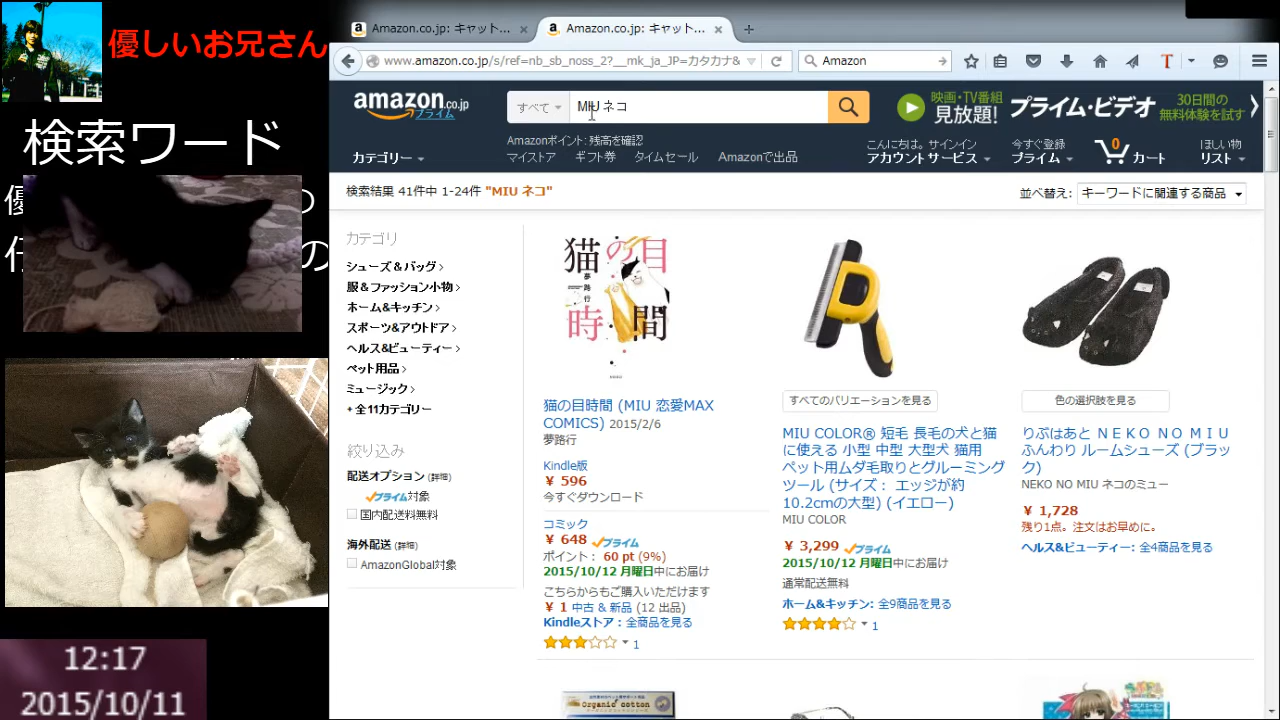 優しいお兄さん
検索ワード
の
12:17
2015/10/11
Amazon.co.jp: キャット...
Amazon.co.jp: キャット...
www.amazon.co.jp/s/ref=nb_sb_noss_2?__mk_ja_JP=カタカナ&
Amazon
amazon.co.jp
プライム
すべて
MIU ネコ
映画・TV番組
見放題!
プライム・ビデオ
30日間の
無料体験を試す
Amazonポイント: 残高を確認
カテゴリー
マイストア ギフト券 タイムセール Amazonで出品
こんにちは。サインイン
アカウントサービス
今すぐ登録
プライム
0
カート
ほしい物
リスト
検索結果 41件中 1-24件 "MIU ネコ"
並べ替え: キーワードに関連する商品
カテゴリ
シューズ&バッグ
服&ファッション小物
ホーム&キッチン
スポーツ&アウトドア
ヘルス&ビューティー
ペット用品
ミュージック
+ 全11カテゴリー
絞り込み
配送オプション (詳細)
プライム対象
国内配送料無料
海外配送 (詳細)
AmazonGlobal対象
猫の目時間
夢路行
猫の目時間 (MIU 恋愛MAX
COMICS) 2015/2/6
夢路行
Kindle版
¥ 596
今すぐダウンロード
コミック
¥ 648 プライム
ポイント: 60 pt (9%)
2015/10/12 月曜日中にお届け
こちらからもご購入いただけます
¥ 1 中古 & 新品 (12 出品)
Kindleストア : 全商品を見る
1
すべてのバリエーションを見る
MIU COLOR® 短毛 長毛の犬と猫
に使える 小型 中型 大型犬 猫用
ペット用ムダ毛取りとグルーミング
ツール (サイズ: エッジが約
10.2cmの大型) (イエロー)
MIU COLOR
¥ 3,299 プライム
2015/10/12 月曜日中にお届け
通常配送無料
ホーム&キッチン: 全9商品を見る
1
色の選択肢を見る
りぶはあと NEKO NO MIU
ふんわり ルームシューズ (ブラッ
ク)
NEKO NO MIU ネコのミュー
¥ 1,728
残り1点。注文はお早めに。
ヘルス&ビューティー: 全4商品を見る
Organic cotton